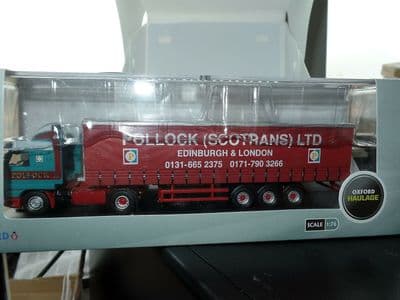 POLLOCK (SCOTRANS) LTD
EDINBURGH & LONDON
0131-665 2375 0171-790 3266
POLLOCK
OXFORD
HAULAGE
SCALE 1:76